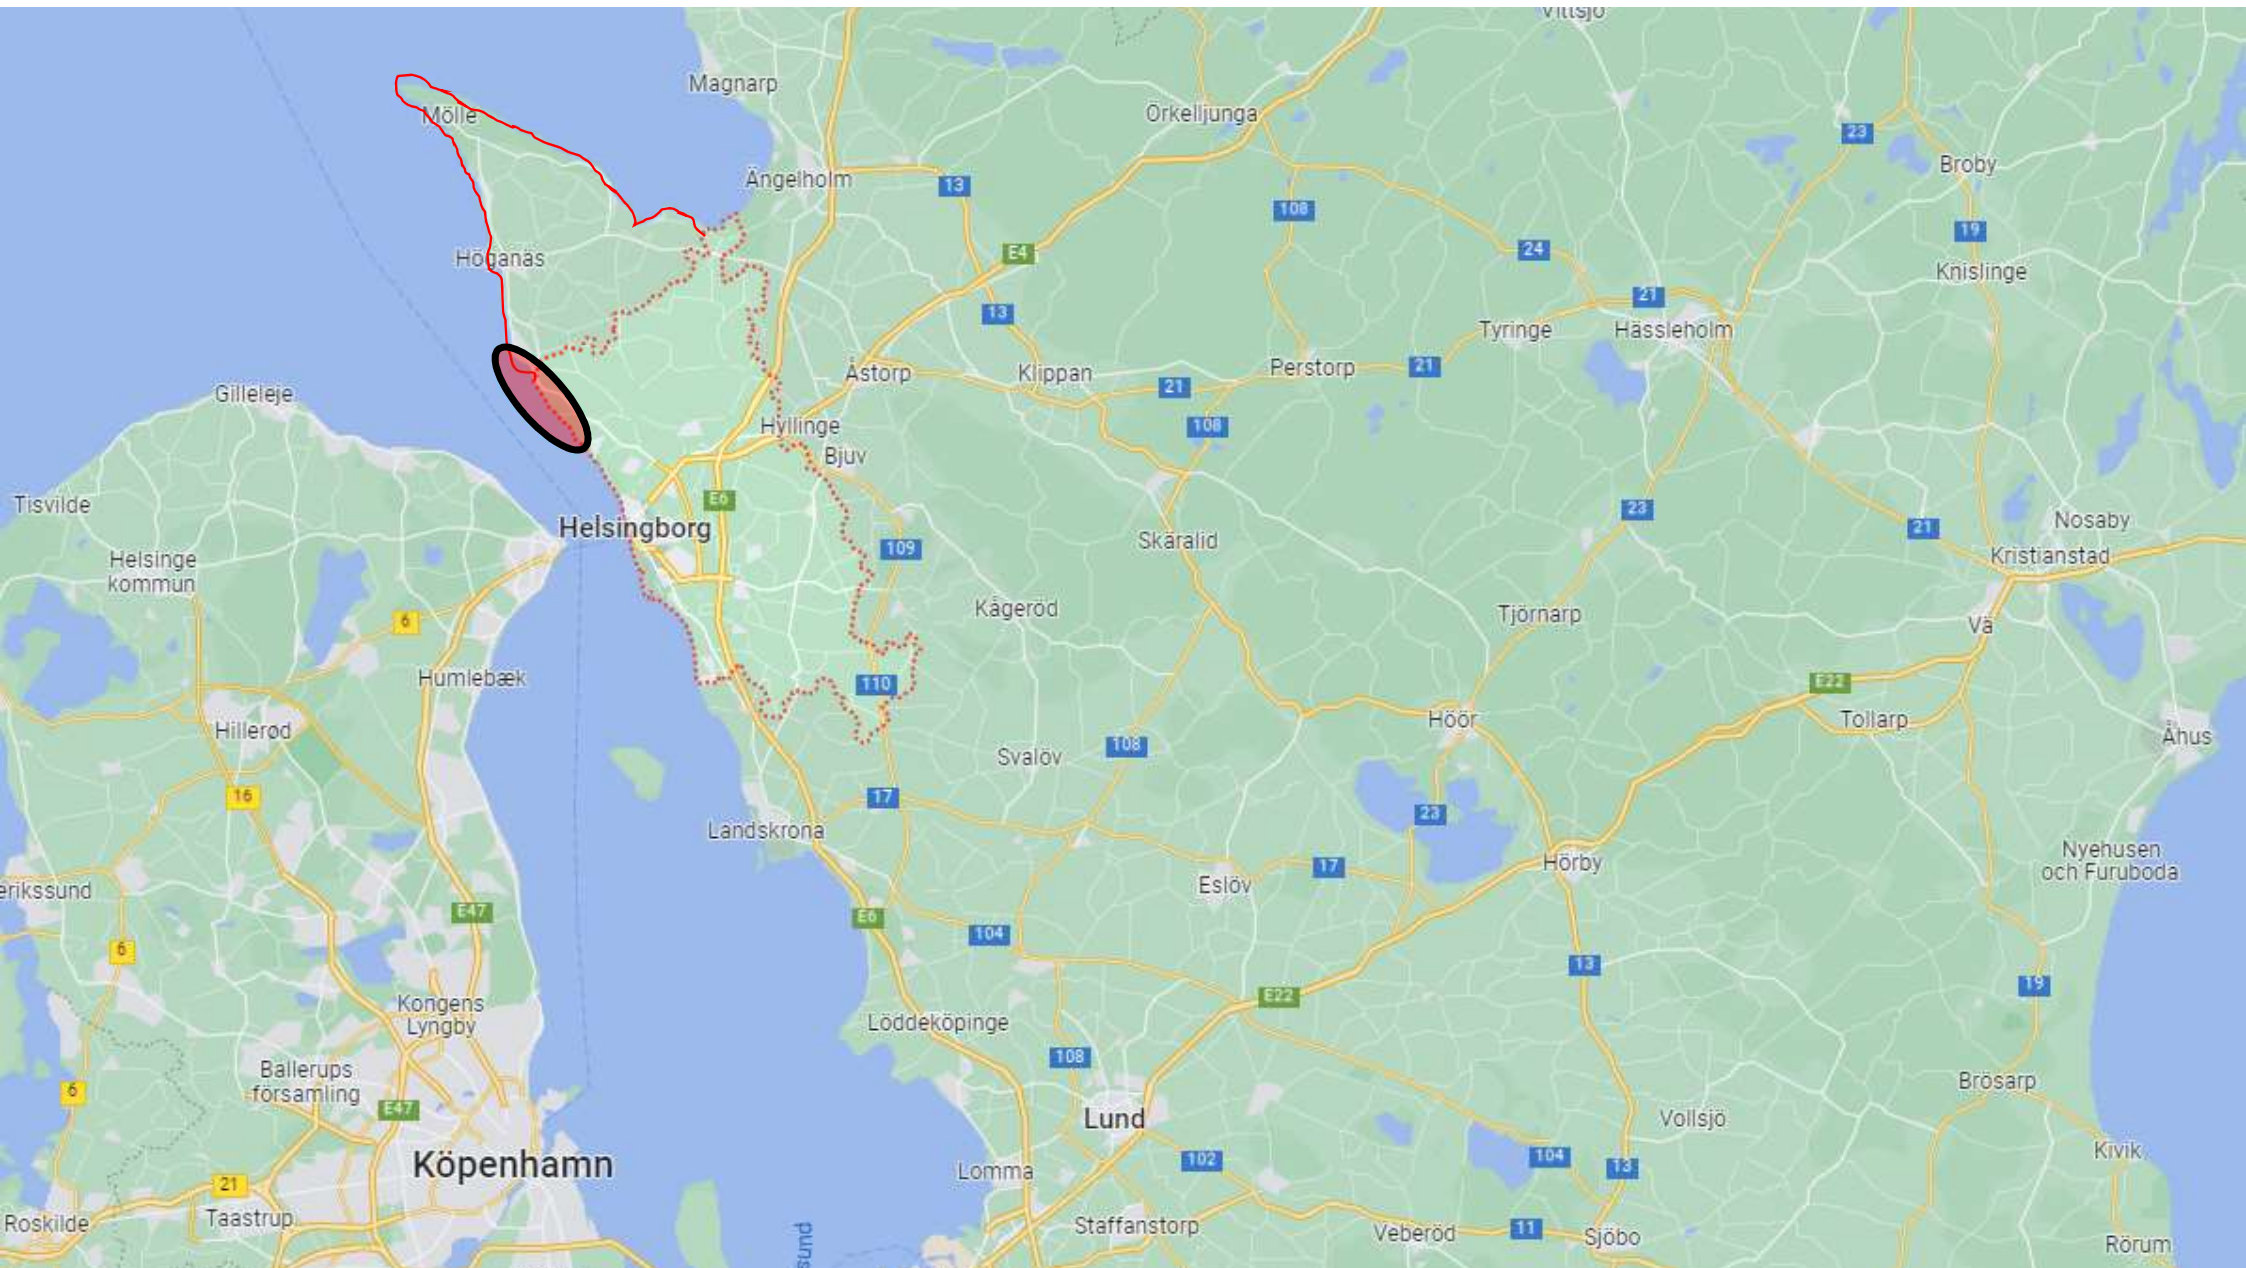 Vittsjö
Magnarp
Mölle
Örkelljunga
23
Broby
Ängelholm
13
108
19
24
E4
Höganäs
Knislinge
21
13
Tyringe
Hässleholm
Åstorp
Klippan
Perstorp
21
21
Gilleleje
Hyllinge
108
Bjuv
Tisvilde
E6
23
Nosaby
21
Helsingborg
Skäralid
Kristianstad
109
Helsinge
kommun
Kågeröd
Tjörnarp
6
Vä
Humlebæk
110
E22
Hillerød
Höör
Tollarp
Åhus
108
Svalöv
16
17
23
Landskrona
Nyehusen
och Furuboda
17
Hörby
erikssund
Eslöv
E47
E6
104
6
13
19
E22
Kongens
Lyngby
Löddeköpinge
108
Ballerups
församling
Brösarp
6
E47
Lund
Vollsjö
Kivik
Köpenhamn
Lomma
102
104
13
21
Roskilde
Taastrup
Staffanstorp
Veberöd
11
Sjöbo
Rörum
sund